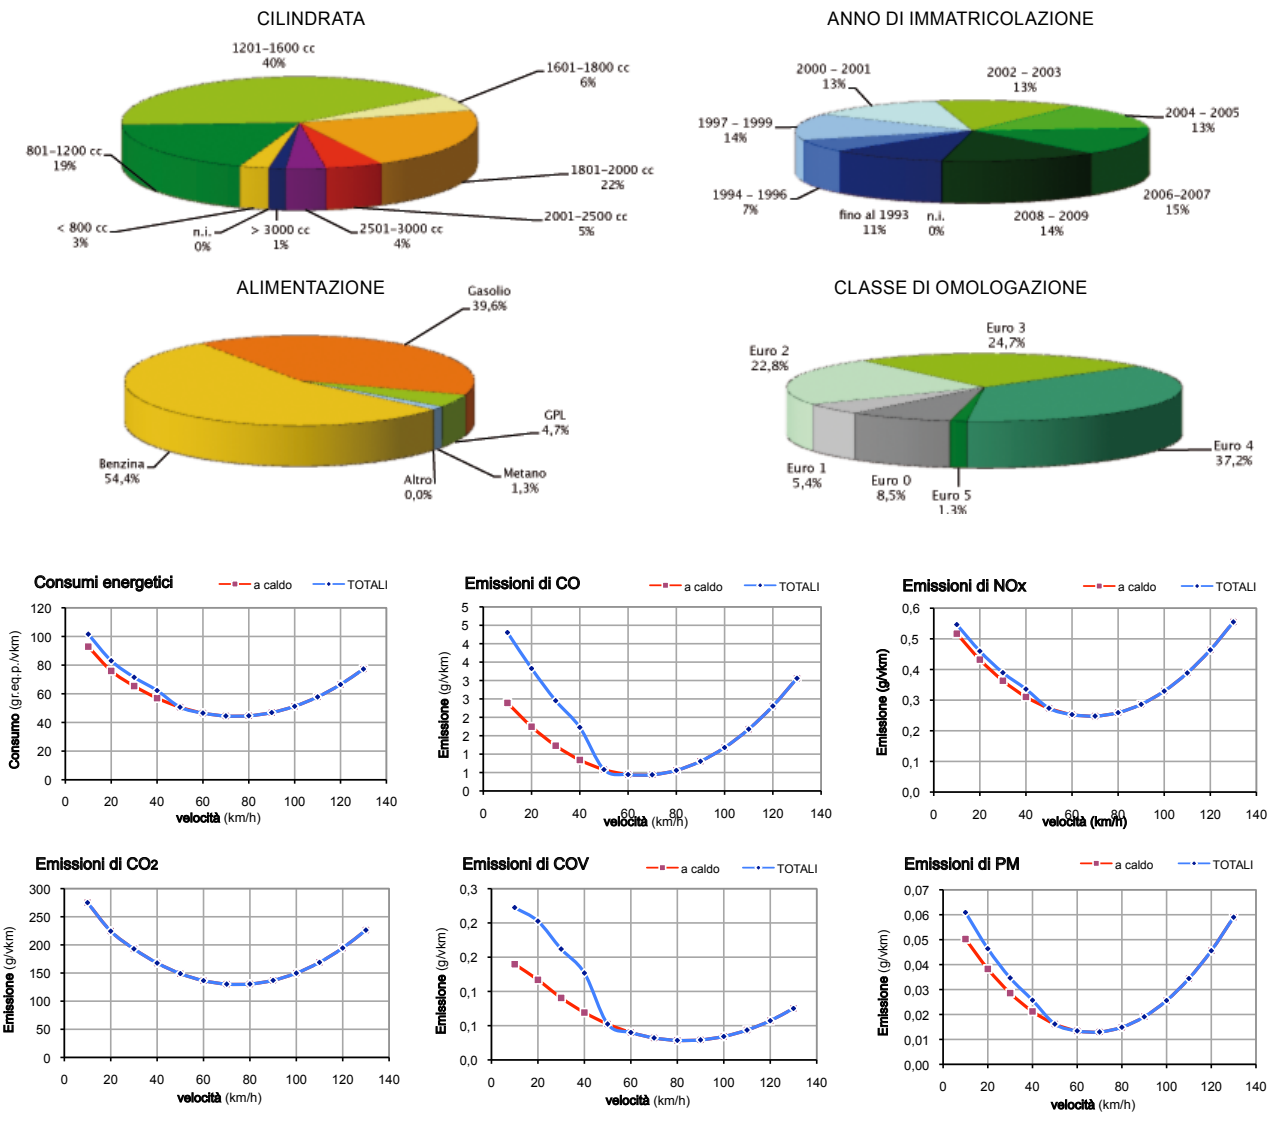 CILINDRATA
1201–1600 cc
40%
1601–1800 cc
6%
801–1200 cc
19%
1801–2000 cc
22%
< 800 cc
3%
n.i.
0%
> 3000 cc
1%
2501–3000 cc
4%
2001–2500 cc
5%
ANNO DI IMMATRICOLAZIONE
2000 – 2001
13%
2002 – 2003
13%
1997 – 1999
14%
2004 – 2005
13%
1994 – 1996
7%
fino al 1993
11%
n.i.
0%
2008 – 2009
14%
2006–2007
15%
ALIMENTAZIONE
Gasolio
39,6%
GPL
4,7%
Benzina
54,4%
Altro
0,0%
Metano
1,3%
CLASSE DI OMOLOGAZIONE
Euro 3
24,7%
Euro 2
22,8%
Euro 4
37,2%
Euro 1
5,4%
Euro 0
8,5%
Euro 5
1,3%
Consumi energetici
a caldo TOTALI
Consumo (gr.eq.p./vkm)
120
100
80
60
40
20
0
0 20 40 60 80 100 120 140
velocità (km/h)
Emissioni di CO
a caldo TOTALI
Emissione (g/vkm)
5
5
4
4
3
3
2
2
1
1
0
0 20 40 60 80 100 120 140
velocità (km/h)
Emissioni di NOx
a caldo TOTALI
Emissione (g/vkm)
0,6
0,5
0,4
0,3
0,2
0,1
0,0
0 20 40 60 80 100 120 140
velocità (km/h)
Emissioni di CO2
Emissione (g/vkm)
300
250
200
150
100
50
0
0 20 40 60 80 100 120 140
velocità (km/h)
Emissioni di COV
a caldo TOTALI
Emissione (g/vkm)
0,3
0,2
0,2
0,1
0,1
0,0
0 20 40 60 80 100 120 140
velocità (km/h)
Emissioni di PM
a caldo TOTALI
Emissione (g/vkm)
0,07
0,06
0,05
0,04
0,03
0,02
0,01
0,00
0 20 40 60 80 100 120 140
velocità (km/h)